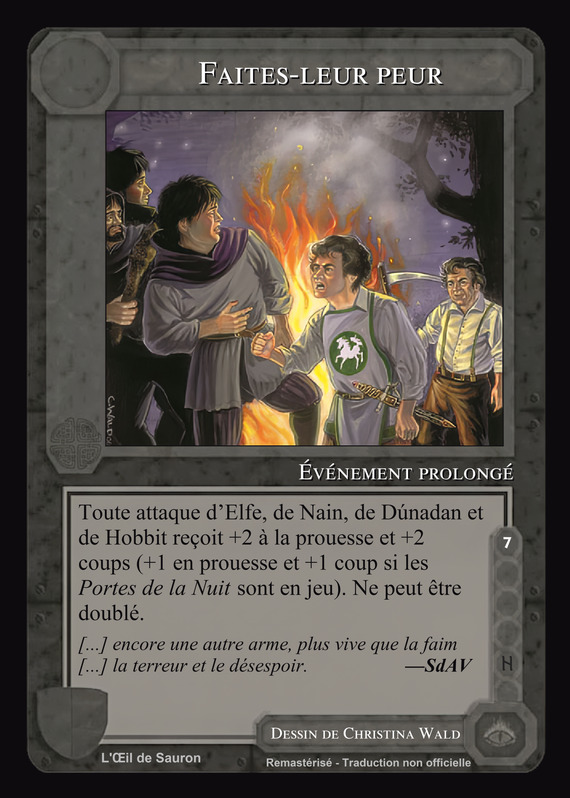 FAITES-LEUR PEUR
C. WALD
ÉVÉNEMENT PROLONGÉ
Toute attaque d'Elfe, de Nain, de Dúnadan et
de Hobbit reçoit +2 à la prouesse et +2
coups (+1 en prouesse et +1 coup si les
Portes de la Nuit sont en jeu). Ne peut être
doublé.
7
[...] encore une autre arme, plus vive que la faim
[...] la terreur et le désespoir. —SdAV
DESSIN DE CHRISTINA WALD
L'Œil de Sauron
Remastérisé - Traduction non officielle